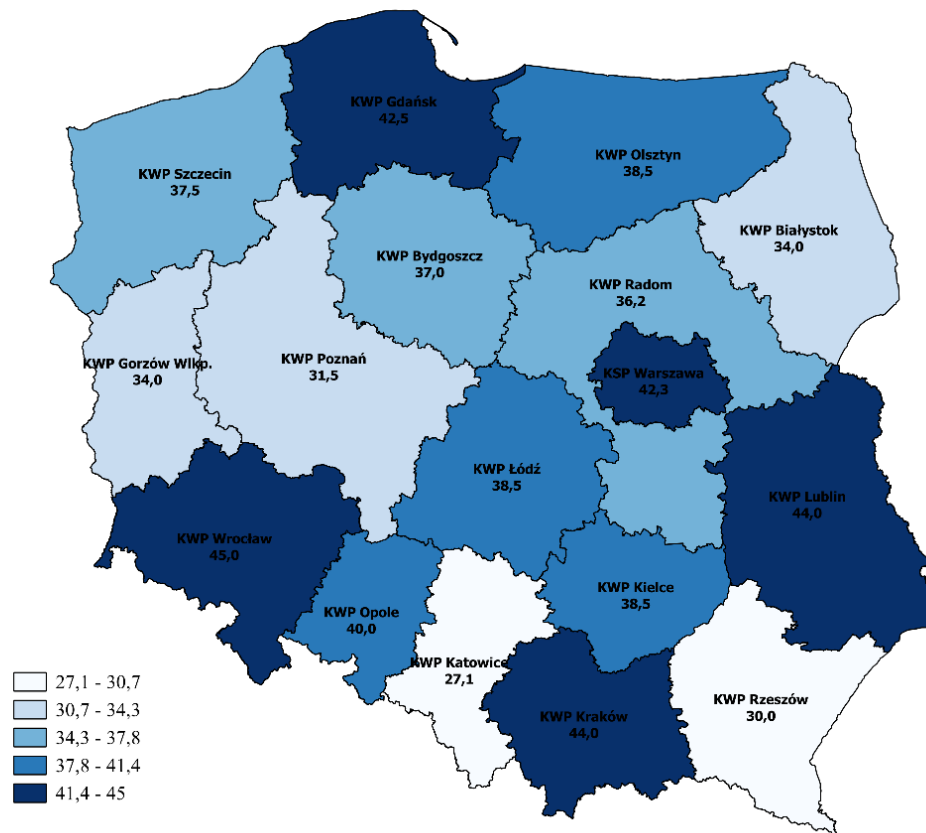 KWP Gdańsk
42,5
KWP Olsztyn
38,5
KWP Szczecin
37,5
KWP Białystok
34,0
KWP Bydgoszcz
37,0
KWP Radom
36,2
KWP Gorzów Wlkp.
34,0
KWP Poznań
31,5
KSP Warszawa
42,3
KWP Łódź
38,5
KWP Lublin
44,0
KWP Wrocław
45,0
KWP Kielce
38,5
KWP Opole
40,0
KWP Katowice
27,1
KWP Rzeszów
30,0
KWP Kraków
44,0
27,1 - 30,7
30,7 - 34,3
34,3 - 37,8
37,8 - 41,4
41,4 - 45